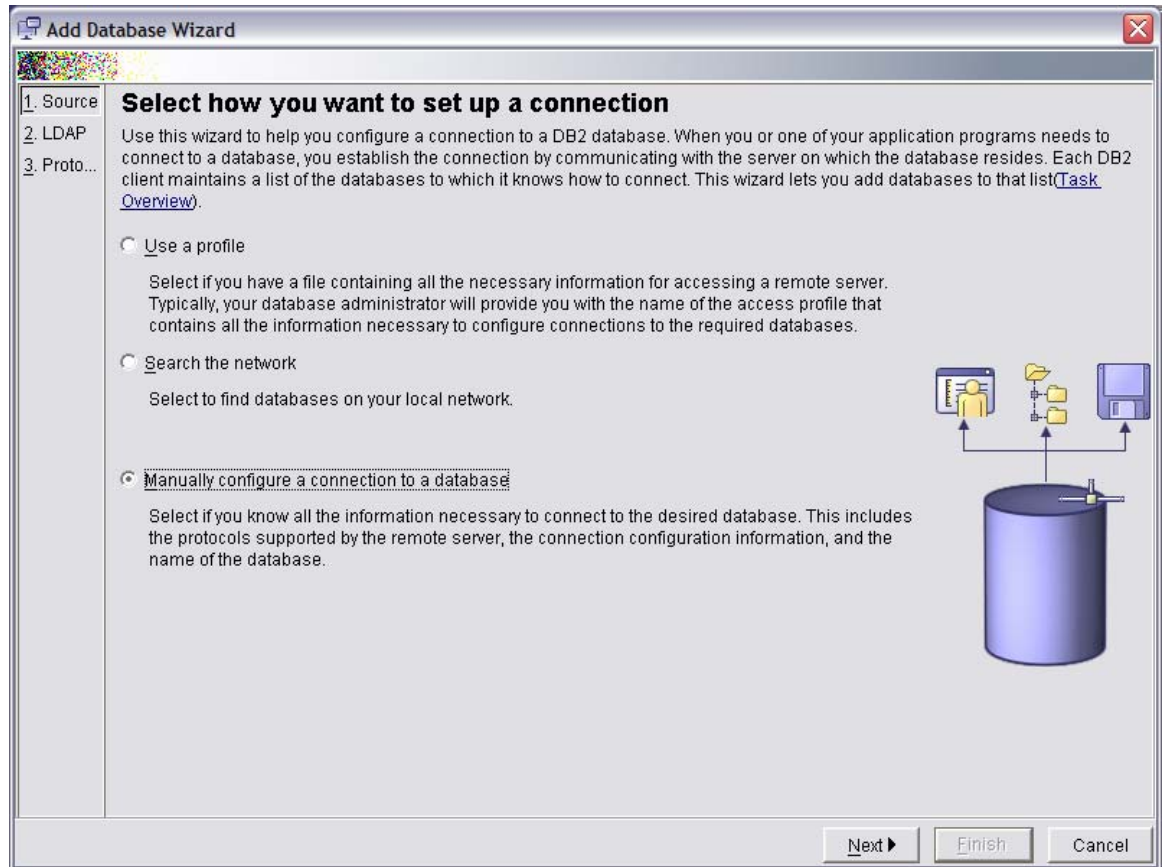 Add Database Wizard
1. Source
2. LDAP
3. Proto...
Select how you want to set up a connection
Use this wizard to help you configure a connection to a DB2 database. When you or one of your application programs needs to
connect to a database, you establish the connection by communicating with the server on which the database resides. Each DB2
client maintains a list of the databases to which it knows how to connect. This wizard lets you add databases to that list(Task
Overview).
Use a profile
Select if you have a file containing all the necessary information for accessing a remote server.
Typically, your database administrator will provide you with the name of the access profile that
contains all the information necessary to configure connections to the required databases.
Search the network
Select to find databases on your local network.
Manually configure a connection to a database
Select if you know all the information necessary to connect to the desired database. This includes
the protocols supported by the remote server, the connection configuration information, and the
name of the database.
Next
Finish
Cancel